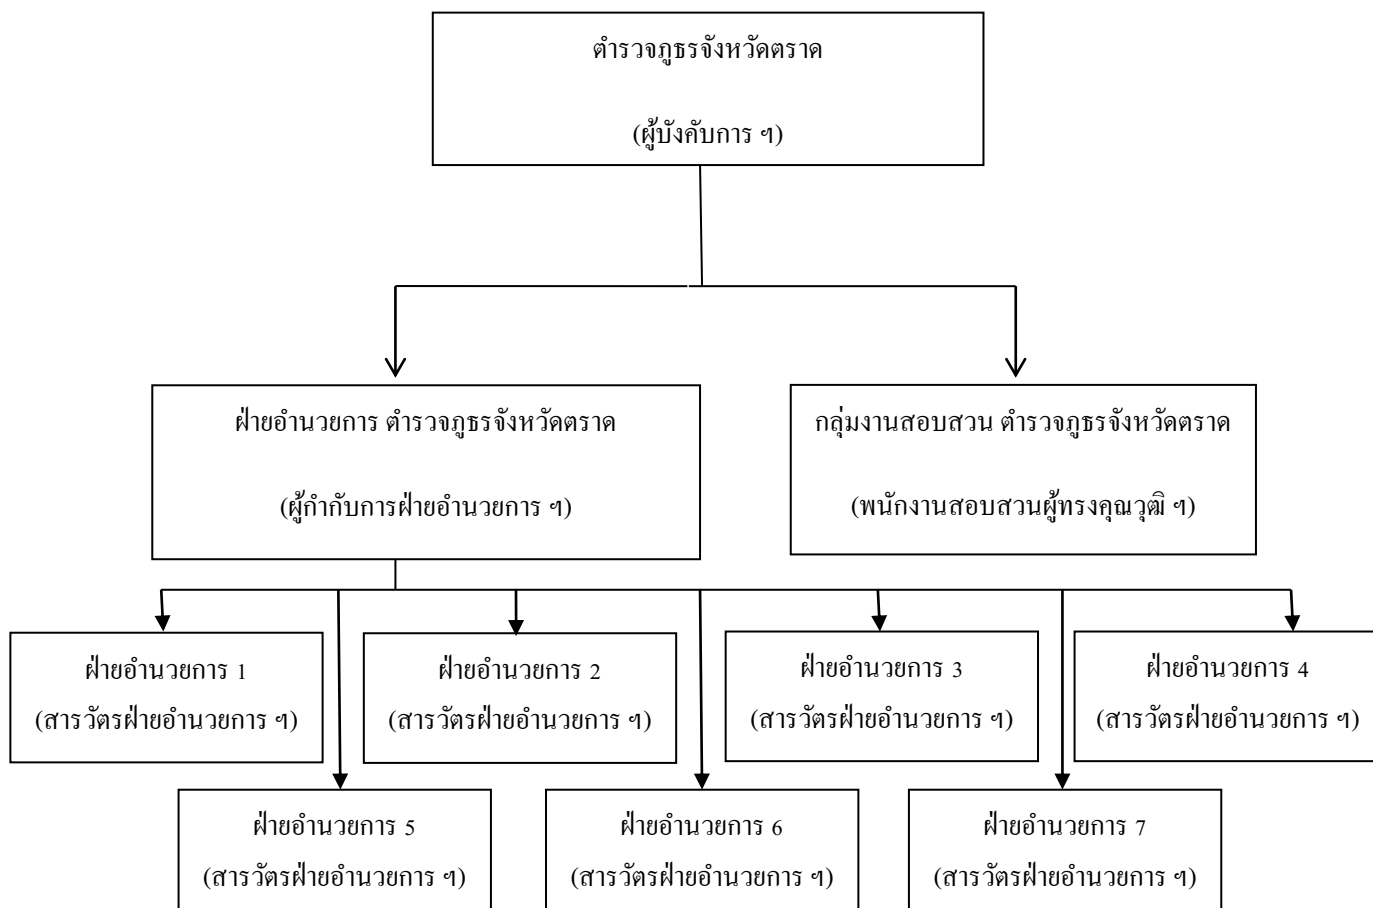 ตำรวจภูธรจังหวัดตราด
(ผู้บังคับการ ฯ)
ฝ่ายอำนวยการ ตำรวจภูธรจังหวัดตราด
(ผู้กำกับการฝ่ายอำนวยการ ฯ)
กลุ่มงานสอบสวน ตำรวจภูธรจังหวัดตราด
(พนักงานสอบสวนผู้ทรงคุณวุฒิ ฯ)
ฝ่ายอำนวยการ 1
(สารวัตรฝ่ายอำนวยการ ฯ)
ฝ่ายอำนวยการ 2
(สารวัตรฝ่ายอำนวยการ ฯ)
ฝ่ายอำนวยการ 3
(สารวัตรฝ่ายอำนวยการ ฯ)
ฝ่ายอำนวยการ 4
(สารวัตรฝ่ายอำนวยการ ฯ)
ฝ่ายอำนวยการ 5
(สารวัตรฝ่ายอำนวยการ ฯ)
ฝ่ายอำนวยการ 6
(สารวัตรฝ่ายอำนวยการ ฯ)
ฝ่ายอำนวยการ 7
(สารวัตรฝ่ายอำนวยการ ฯ)